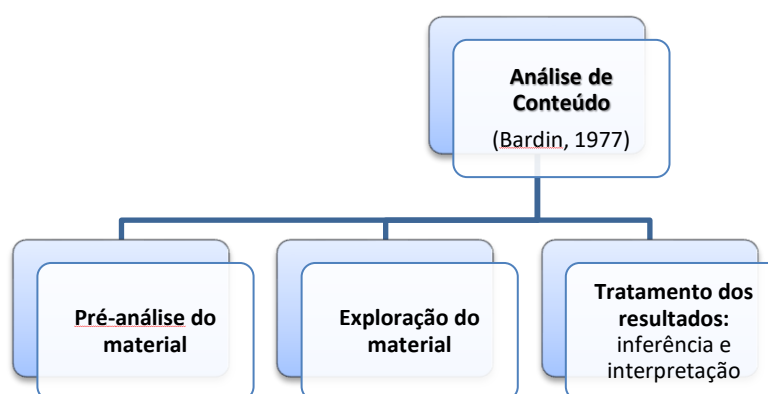 Análise de
Conteúdo
(Bardin, 1977)
Pré-análise do
material
Exploração do
material
Tratamento dos
resultados:
inferência e
interpretação